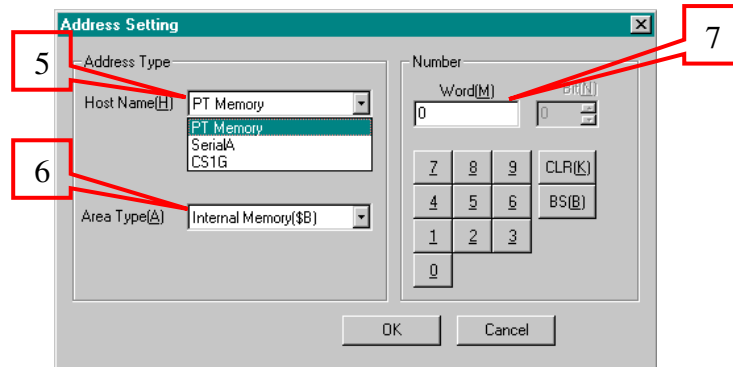 Address Setting
5
7
Address Type
Number
Host Name(H)
PT Memory
Word(M)
Bit(N)
0
0
PT Memory
SerialA
CS1G
6
7
8
9
CLR(K)
4
5
6
BS(B)
Area Type(A)
Internal Memory($B)
1
2
3
0
OK
Cancel